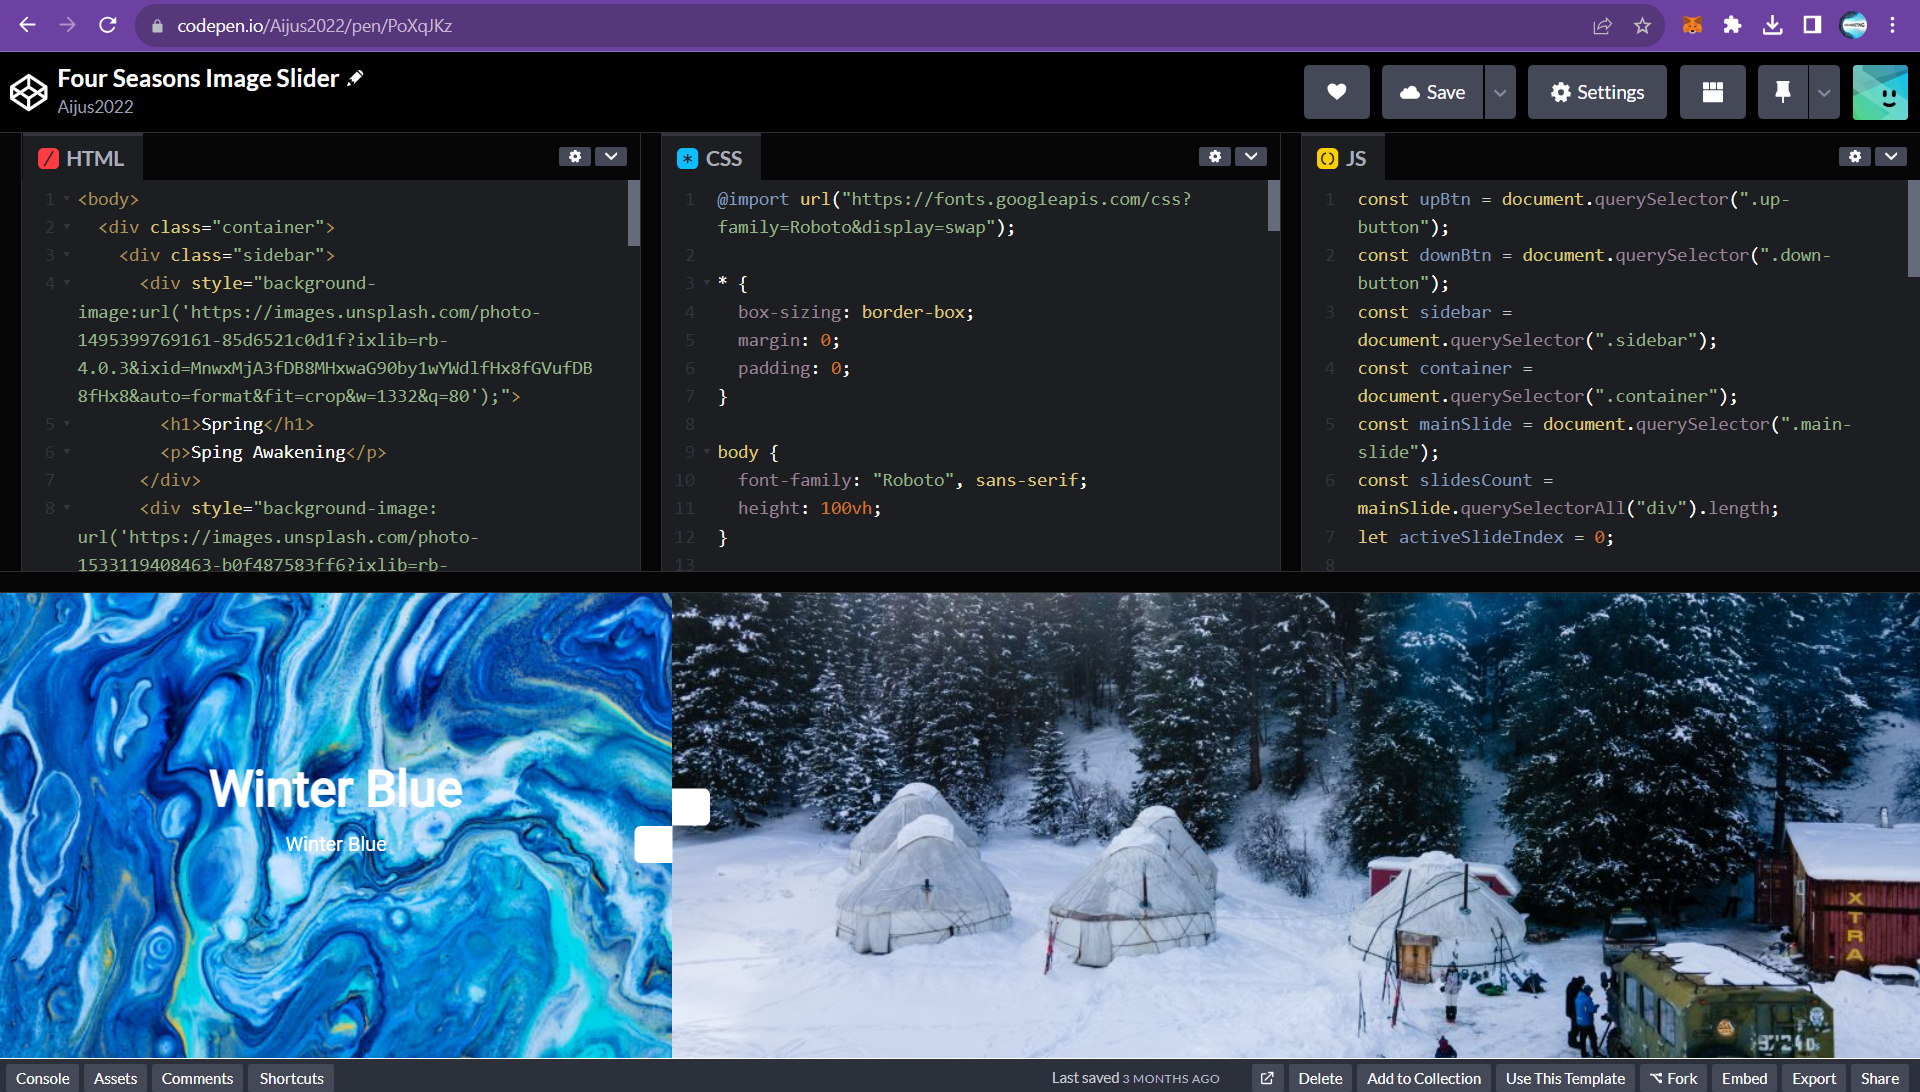 codepen.io/Aijus2022/pen/PoXqJKz
Four Seasons Image Slider
Aijus2022
Save
Settings
HTML
1 <body>
2 <div class="container">
3 <div class="sidebar">
4 <div style="background-
image:url('https://images.unsplash.com/photo-
1495399769161-85d6521c0d1f?ixlib=rb-
4.0.3&ixid=MnwxMjA3fDB8MHxwaG90by1wYWdlfHx8fGVufDB
8fHx8&auto=format&fit=crop&w=1332&q=80');">
5 <h1>Spring</h1>
6 <p>Sping Awakening</p>
7 </div>
8 <div style="background-image:
url('https://images.unsplash.com/photo-
1533119408463-b0f487583ff6?ixlib=rb-
CSS
1 @import url("https://fonts.googleapis.com/css?
family=Roboto&display=swap");
2
3 * {
4 box-sizing: border-box;
5 margin: 0;
6 padding: 0;
7 }
8
9 body {
10 font-family: "Roboto", sans-serif;
11 height: 100vh;
12 }
13
JS
1 const upBtn = document.querySelector(".up-
button");
2 const downBtn = document.querySelector(".down-
button");
3 const sidebar =
document.querySelector(".sidebar");
4 const container =
document.querySelector(".container");
5 const mainSlide = document.querySelector(".main-
slide");
6 const slidesCount =
mainSlide.querySelectorAll("div").length;
7 let activeSlideIndex = 0;
8
Winter Blue
Winter Blue
XTRA
Console
Assets
Comments
Shortcuts
Last saved 3 MONTHS AGO
Delete
Add to Collection
Use This Template
Fork
Embed
Export
Share